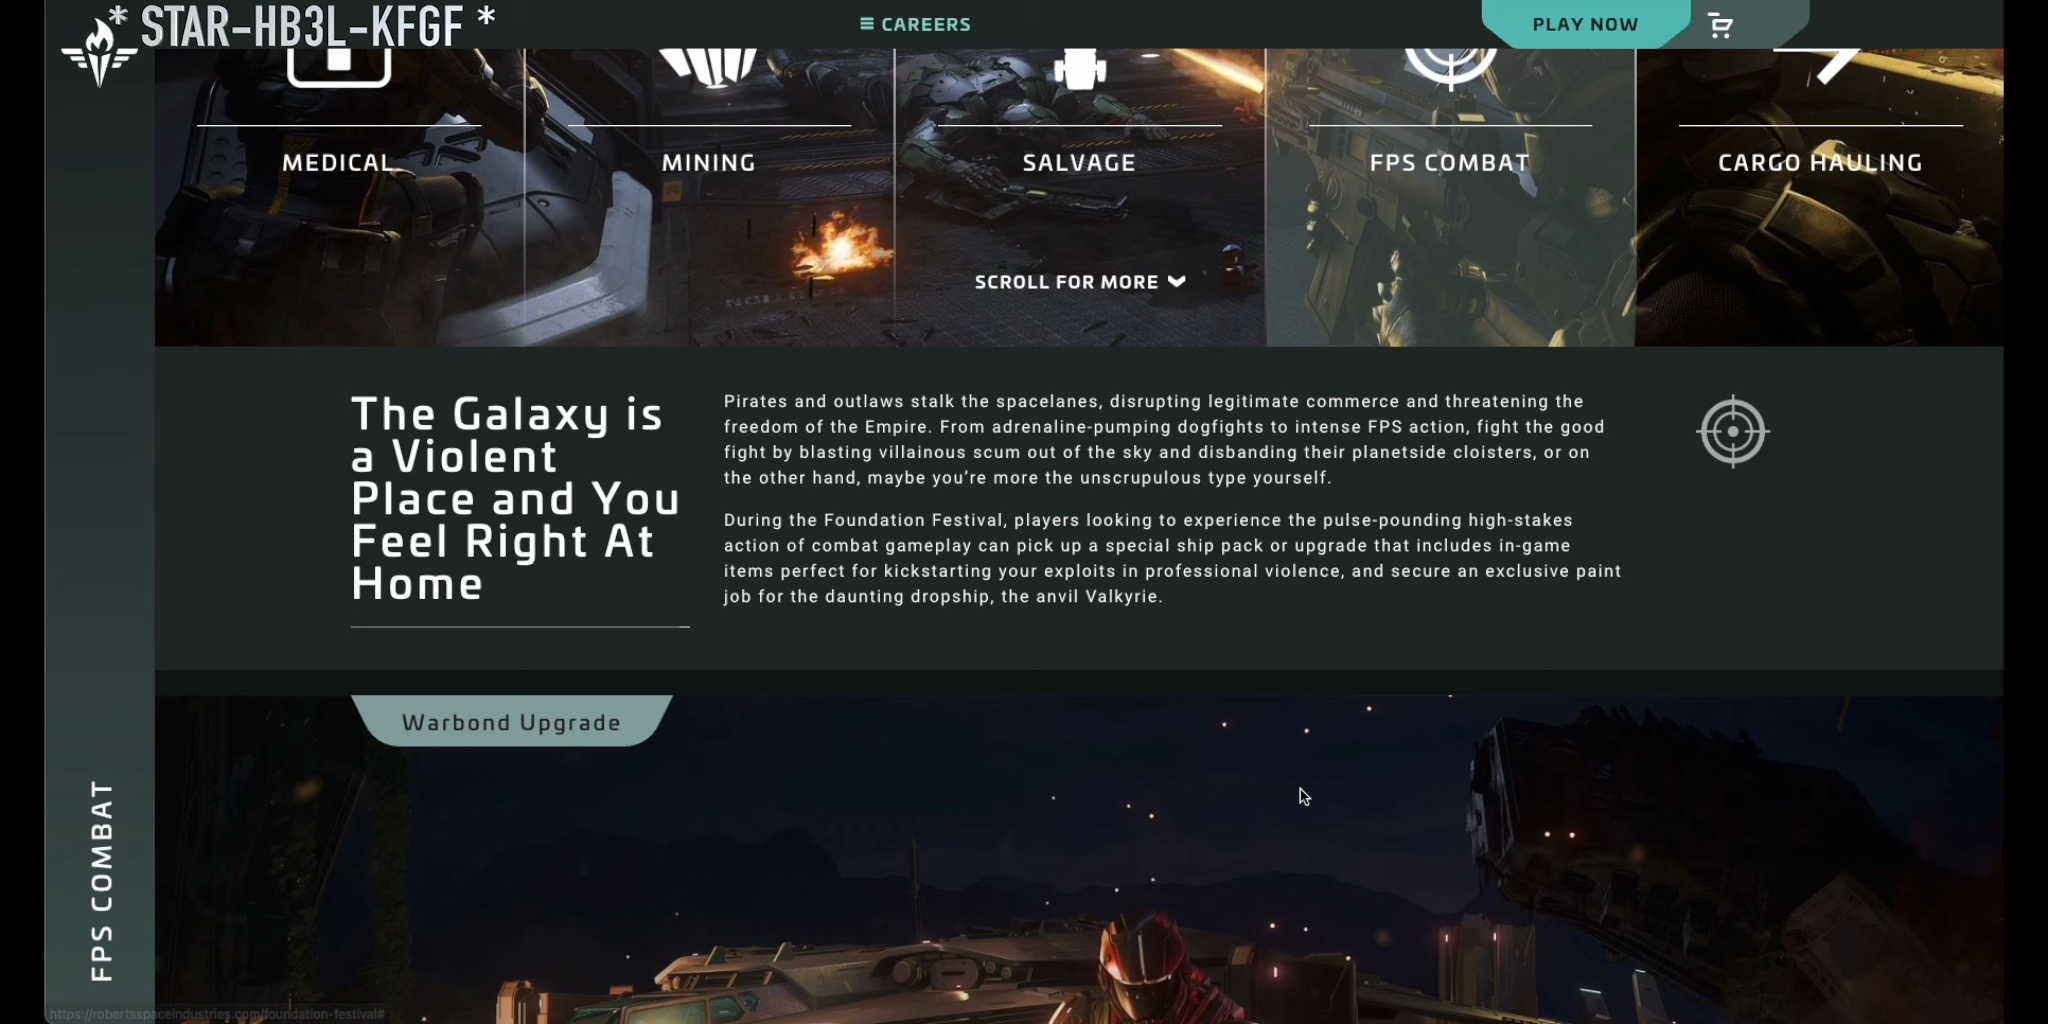 * STAR-HB3L-KFGF *
CAREERS
PLAY NOW
MEDICAL
MINING
SALVAGE
FPS COMBAT
CARGO HAULING
SCROLL FOR MORE
The Galaxy is
a Violent
Place and You
Feel Right At
Home
Pirates and outlaws stalk the spacelanes, disrupting legitimate commerce and threatening the
freedom of the Empire. From adrenaline-pumping dogfights to intense FPS action, fight the good
fight by blasting villainous scum out of the sky and disbanding their planetside cloisters, or on
the other hand, maybe you’re more the unscrupulous type yourself.
During the Foundation Festival, players looking to experience the pulse-pounding high-stakes
action of combat gameplay can pick up a special ship pack or upgrade that includes in-game
items perfect for kickstarting your exploits in professional violence, and secure an exclusive paint
job for the daunting dropship, the anvil Valkyrie.
Warbond Upgrade
FPS COMBAT
https://robertsspaceindustries.com/foundation-festival#